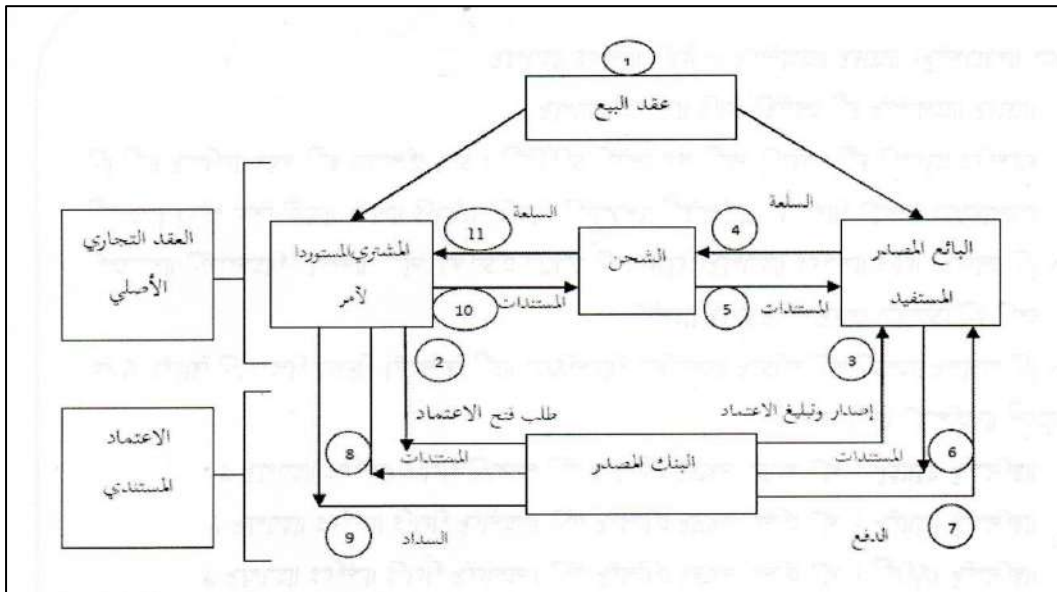 1
عقد البيع
العقد التجاري
الأصلي
المشتري المستوردا
لآمر
السلعة
11
10
المستندات
الشحن
السلعة
4
5
المستندات
البائع المصدر
المستفيد
2
3
طلب فتح الاعتماد
إصدار وتبليغ الاعتماد
الاعتماد
المستندي
8
المستندات
البنك المصدر
المستندات
6
9
السداد
الدفع
7